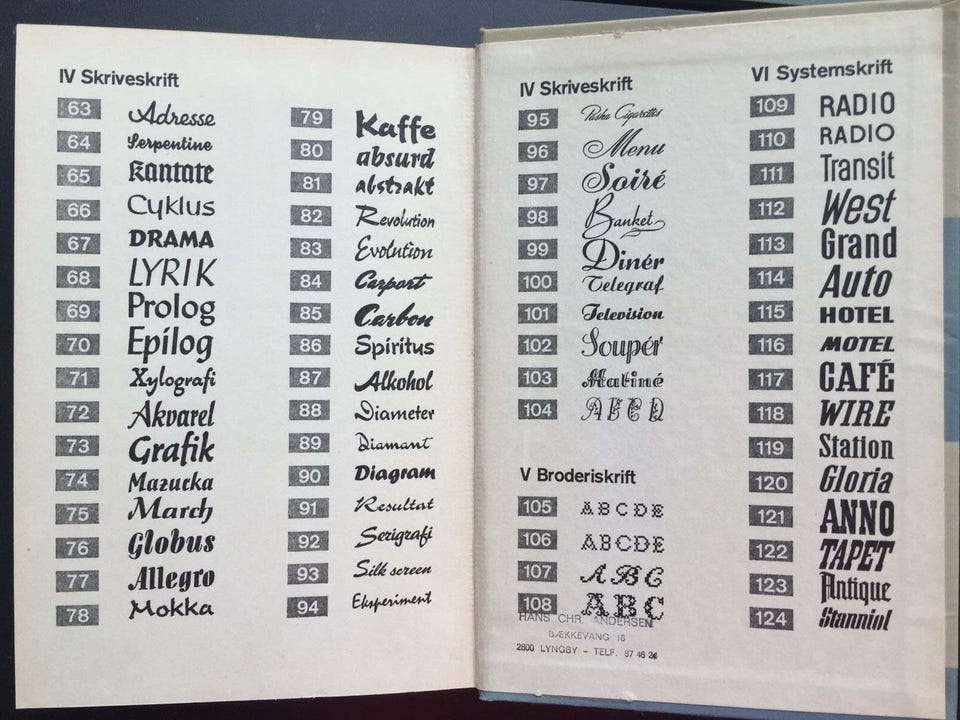 IV Skriveskrift
63 Adresse
64 Serpentine
65 Kantate
66 Cyklus
67 DRAMA
68 LYRIK
69 Prolog
70 Epilog
71 Xylografi
72 Akvarel
73 Grafik
74 Mazurka
75 March
76 Globus
77 Allegro
78 Mokka
79 Kaffe
80 absurd
81 abstrakt
82 Revolution
83 Evolution
84 Carport
85 Carbon
86 Spiritus
87 Alkohol
88 Diameter
89 Diamant
90 Diagram
91 Resultat
92 Serigrafi
93 Silk screen
94 Eksperiment
IV Skriveskrift
95 Pasha Cigarettes
96 Menu
97 Soiré
98 Banket
99 Dinér
100 Telegraf
101 Television
102 Soupér
103 Matiné
104 ABCD
V Broderiskrift
105 ABCDE
106 ABCDE
107 ABC
108 ABC
HANS CHR. ANDERSEN
BÆKKEVANG 16
2800 LYNGBY - TELF. 87 46 24
VI Systemskrift
109 RADIO
110 RADIO
111 Transit
112 West
113 Grand
114 Auto
115 HOTEL
116 MOTEL
117 CAFÉ
118 WIRE
119 Station
120 Gloria
121 ANNO
122 TAPET
123 Antique
124 Stanniol